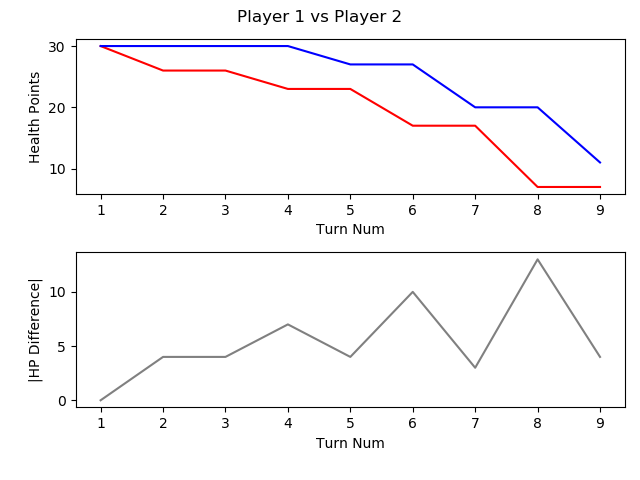 Player 1 vs Player 2
Health Points
30
20
10
1 2 3 4 5 6 7 8 9
Turn Num
|HP Difference|
10
5
0
1 2 3 4 5 6 7 8 9
Turn Num